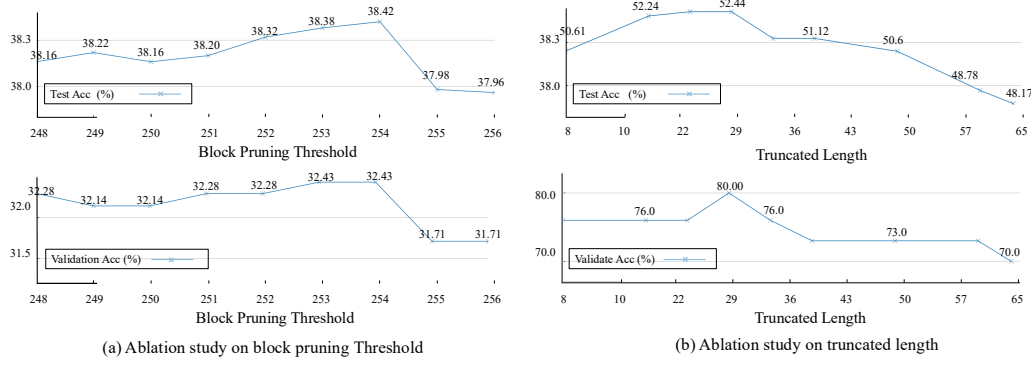 38.3
38.0
38.16
38.22
38.16
38.20
38.32
38.38
38.42
37.98
37.96
Test Acc (%)
248 249 250 251 252 253 254 255 256
Block Pruning Threshold
32.0
31.5
32.28
32.14
32.14
32.28
32.28
32.43
32.43
31.71
31.71
Validation Acc (%)
248 249 250 251 252 253 254 255 256
Block Pruning Threshold
(a) Ablation study on block pruning Threshold
38.3
38.0
50.61
52.24
52.44
51.12
50.6
48.78
48.17
Test Acc (%)
8 10 22 29 36 43 50 57 65
Truncated Length
80.0
70.0
76.0
80.00
76.0
73.0
70.0
Validate Acc (%)
8 10 22 29 36 43 50 57 65
Truncated Length
(b) Ablation study on truncated length